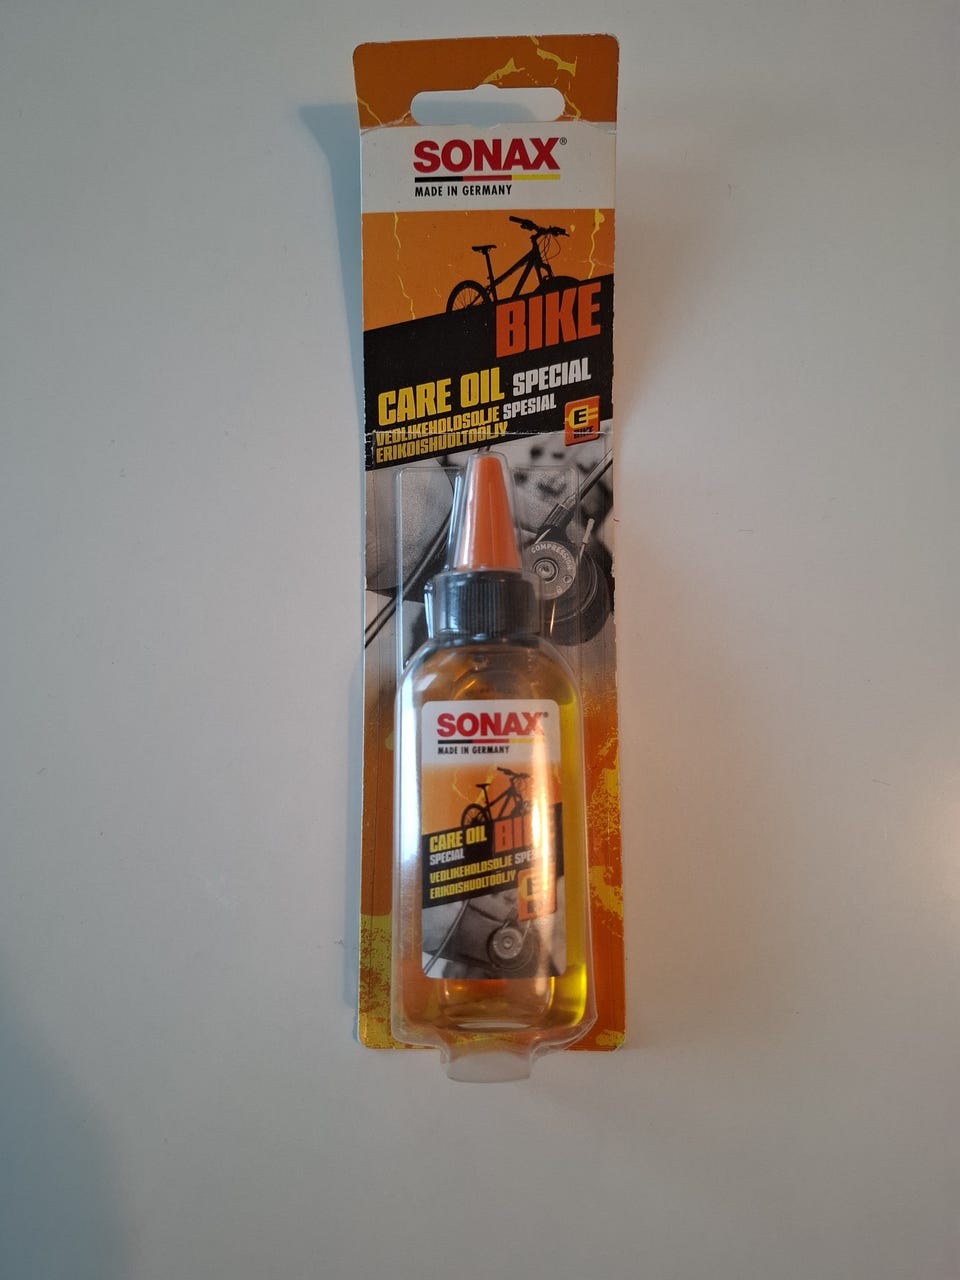 SONAX®
MADE IN GERMANY
BIKE
CARE OIL SPECIAL
VEDLIKEHOLDSOLJE SPESIAL
ERIKOISHUOLTOÖLJY
E
BIKE
COMPRESSION
SONAX®
MADE IN GERMANY
CARE OIL BIKE
SPECIAL
VEDLIKEHOLDSOLJE
ERIKOISHUOLTOÖLJY
E